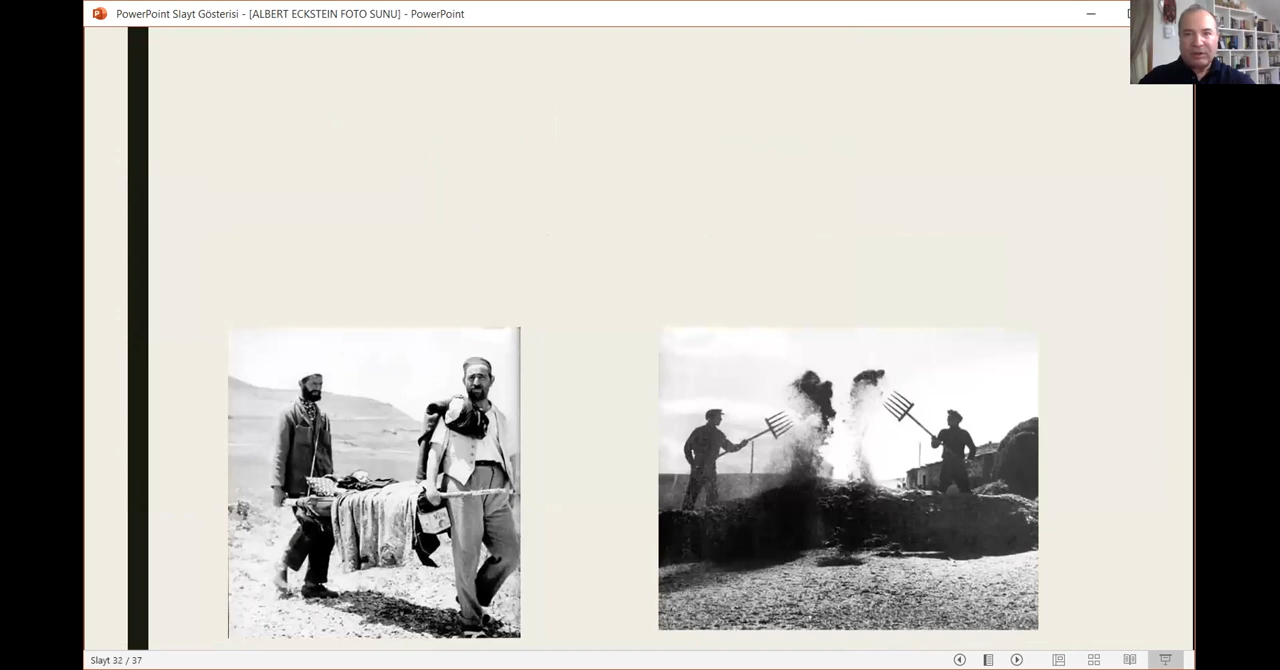 PowerPoint Slayt Gösterisi - [ALBERT ECKSTEIN FOTO SUNU] - PowerPoint
Slayt 32 / 37